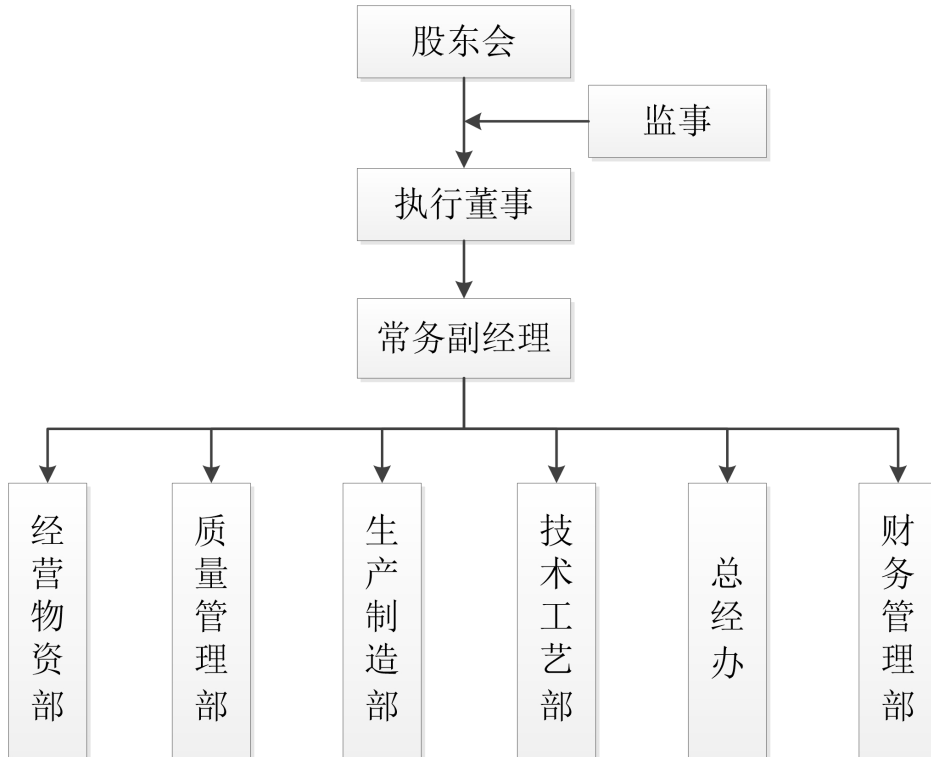 股东会
监事
执行董事
常务副经理
经营物资部
质量管理部
生产制造部
技术工艺部
总经办
财务管理部